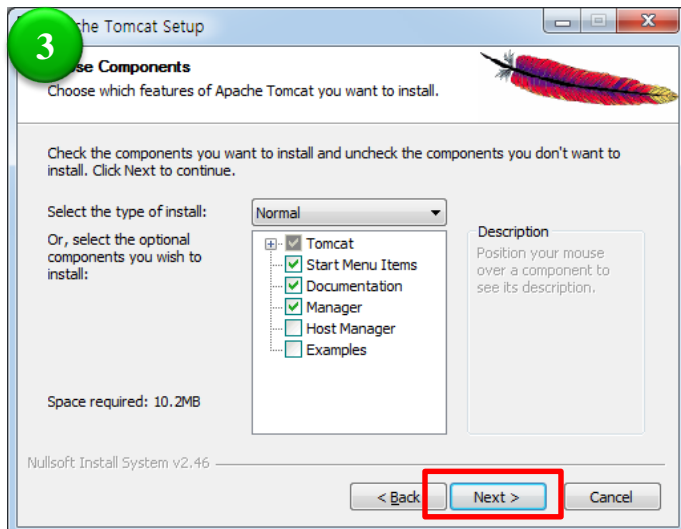 3
che Tomcat Setup
se Components
Choose which features of Apache Tomcat you want to install.
Check the components you want to install and uncheck the components you don't want to
install. Click Next to continue.
Select the type of install:
Normal
Or, select the optional
components you wish to
install:
Tomcat
Start Menu Items
Documentation
Manager
Host Manager
Examples
Description
Position your mouse
over a component to
see its description.
Space required: 10.2MB
Nullsoft Install System v2.46
< Back
Next >
Cancel